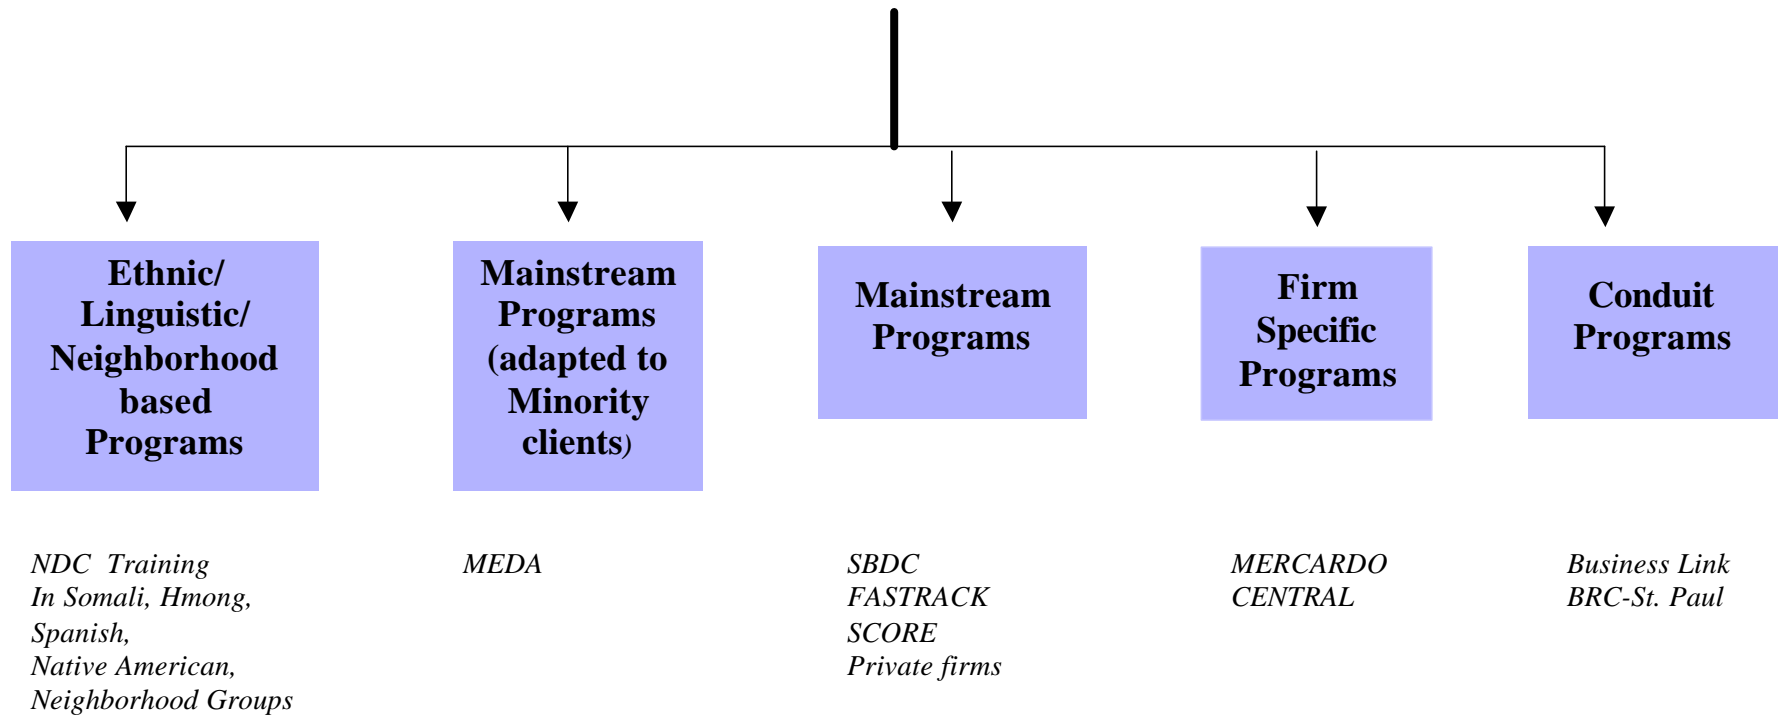 Ethnic/
Linguistic/
Neighborhood
based
Programs
Mainstream
Programs
(adapted to
Minority
clients)
Mainstream
Programs
Firm
Specific
Programs
Conduit
Programs
NDC Training
In Somali, Hmong,
Spanish,
Native American,
Neighborhood Groups
MEDA
SBDC
FASTRACK
SCORE
Private firms
MERCARDO
CENTRAL
Business Link
BRC-St. Paul